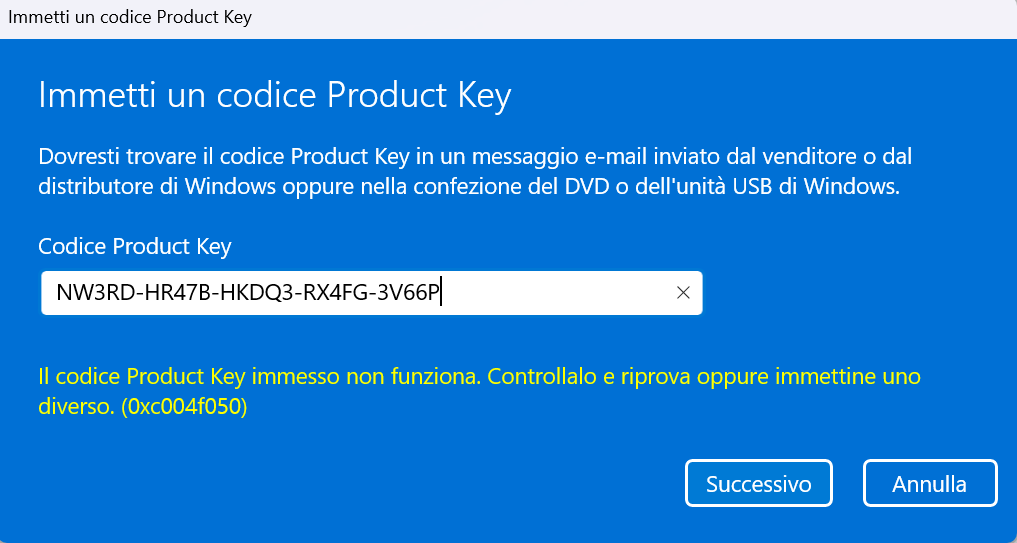 Immetti un codice Product Key
Immetti un codice Product Key
Dovresti trovare il codice Product Key in un messaggio e-mail inviato dal venditore o dal
distributore di Windows oppure nella confezione del DVD o dell'unità USB di Windows.
Codice Product Key
NW3RD-HR47B-HKDQ3-RX4FG-3V66P
Il codice Product Key immesso non funziona. Controllalo e riprova oppure immettine uno
diverso. (0xc004f050)
Successivo Annulla